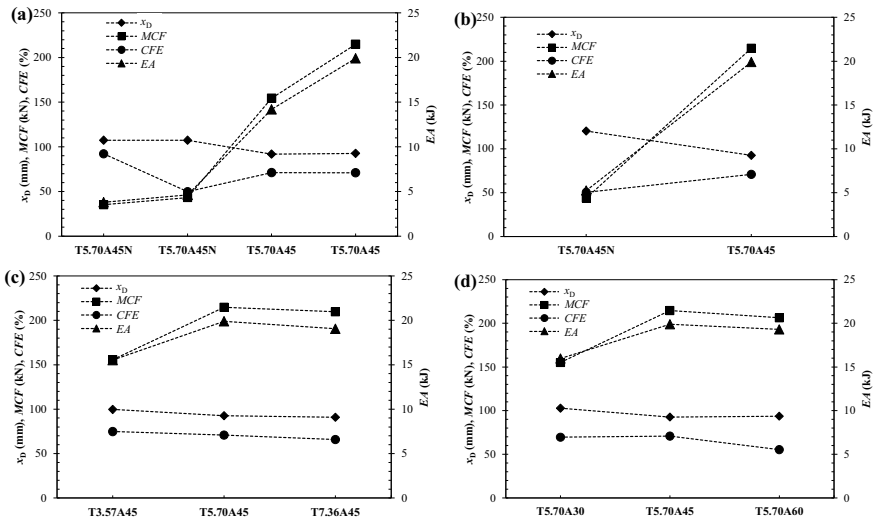 (a)
250
200
150
100
50
0
x_D (mm), MCF (kN), CFE (%)
x_D
MCF
CFE
EA
25
20
15
10
5
0
EA (kJ)
T5.70A45N T5.70A45N T5.70A45 T5.70A45
(b)
250
200
150
100
50
0
x_D (mm), MCF (kN), CFE (%)
x_D
MCF
CFE
EA
25
20
15
10
5
0
EA (kJ)
T5.70A45N T5.70A45
(c)
250
200
150
100
50
0
x_D (mm), MCF (kN), CFE (%)
x_D
MCF
CFE
EA
25
20
15
10
5
0
EA (kJ)
T3.57A45 T5.70A45 T7.36A45
(d)
250
200
150
100
50
0
x_D (mm), MCF (kN), CFE (%)
x_D
MCF
CFE
EA
25
20
15
10
5
0
EA (kJ)
T5.70A30 T5.70A45 T5.70A60